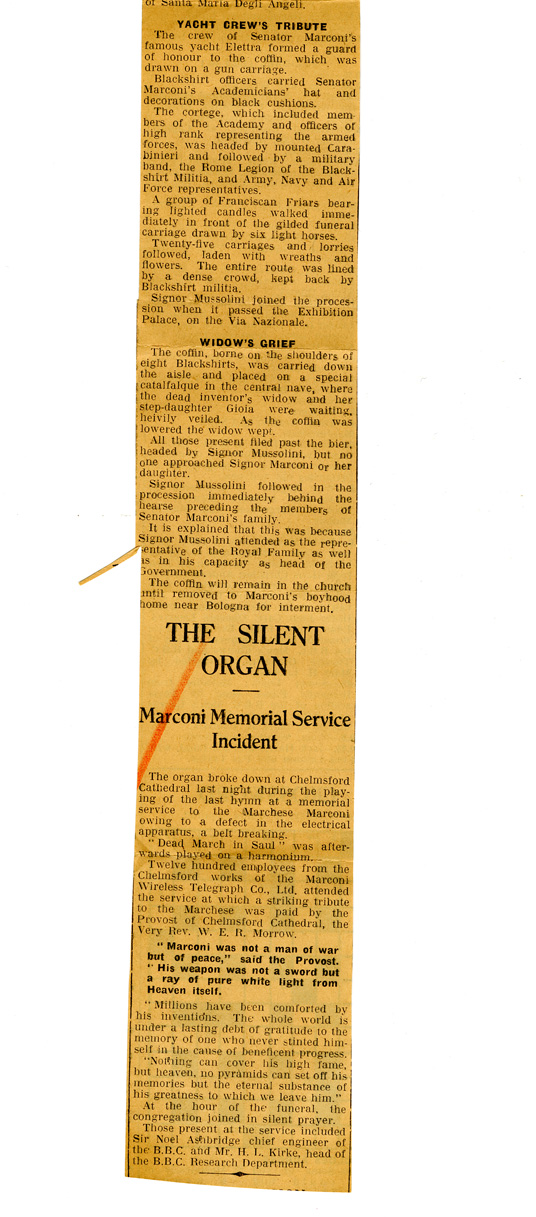 of Santa Maria Degli Angeli.
YACHT CREW'S TRIBUTE
The crew of Senator Marconi's
famous yacht Elettra formed a guard
of honour to the coffin, which was
drawn on a gun carriage.
Blackshirt officers carried Senator
Marconi's Academicians' hat and
decorations on black cushions.
The cortege, which included mem-
bers of the Academy and officers of
high rank representing the armed
forces, was headed by mounted Cara-
binieri and followed by a military
band, the Rome Legion of the Black-
shirt Militia, and Army, Navy and Air
Force representatives.
A group of Franciscan Friars bear-
ing lighted candles walked imme-
diately in front of the gilded funeral
carriage drawn by six light horses.
Twenty-five carriages and lorries
followed, laden with wreaths and
flowers. The entire route was lined
by a dense crowd, kept back by
Blackshirt militia.
Signor Mussolini joined the proces-
sion when it passed the Exhibition
Palace, on the Via Nazionale.
WIDOW'S GRIEF
The coffin, borne on the shoulders of
eight Blackshirts, was carried down
the aisle and placed on a special
catalfalque in the central nave, where
the dead inventor's widow and her
step-daughter Gioia were waiting,
heivily veiled. As the coffin was
lowered the widow wept.
All those present filed past the bier,
headed by Signor Mussolini, but no
one approached Signor Marconi or her
daughter.
Signor Mussolini followed in the
procession immediately behind the
hearse preceding the members of
Senator Marconi's family.
It is explained that this was because
Signor Mussolini attended as the repre-
sentative of the Royal Family as well
as in his capacity as head of the
Government.
The coffin will remain in the church
until removed to Marconi's boyhood
home near Bologna for interment.
THE SILENT
ORGAN
Marconi Memorial Service
Incident
The organ broke down at Chelmsford
Cathedral last night during the play-
ing of the last hymn at a memorial
service to the Marchese Marconi
owing to a defect in the electrical
apparatus, a belt breaking.
"Dead March in Saul" was after-
wards played on a harmonium.
Twelve hundred employees from the
Chelmsford works of the Marconi
Wireless Telegraph Co., Ltd. attended
the service at which a striking tribute
to the Marchese was paid by the
Provost of Chelmsford Cathedral, the
Very Rev. W. E. R. Morrow.
"Marconi was not a man of war
but of peace," said the Provost.
"His weapon was not a sword but
a ray of pure white light from
Heaven itself.
"Millions have been comforted by
his inventions. The whole world is
under a lasting debt of gratitude to the
memory of one who never stinted him-
self in the cause of beneficent progress.
"Nothing can cover his high fame,
but heaven, no pyramids can set off his
memories but the eternal substance of
his greatness to which we leave him."
At the hour of the funeral, the
congregation joined in silent prayer.
Those present at the service included
Sir Noel Ashbridge chief engineer of
the B.B.C. and Mr. H. L. Kirke, head of
the B.B.C. Research Department.